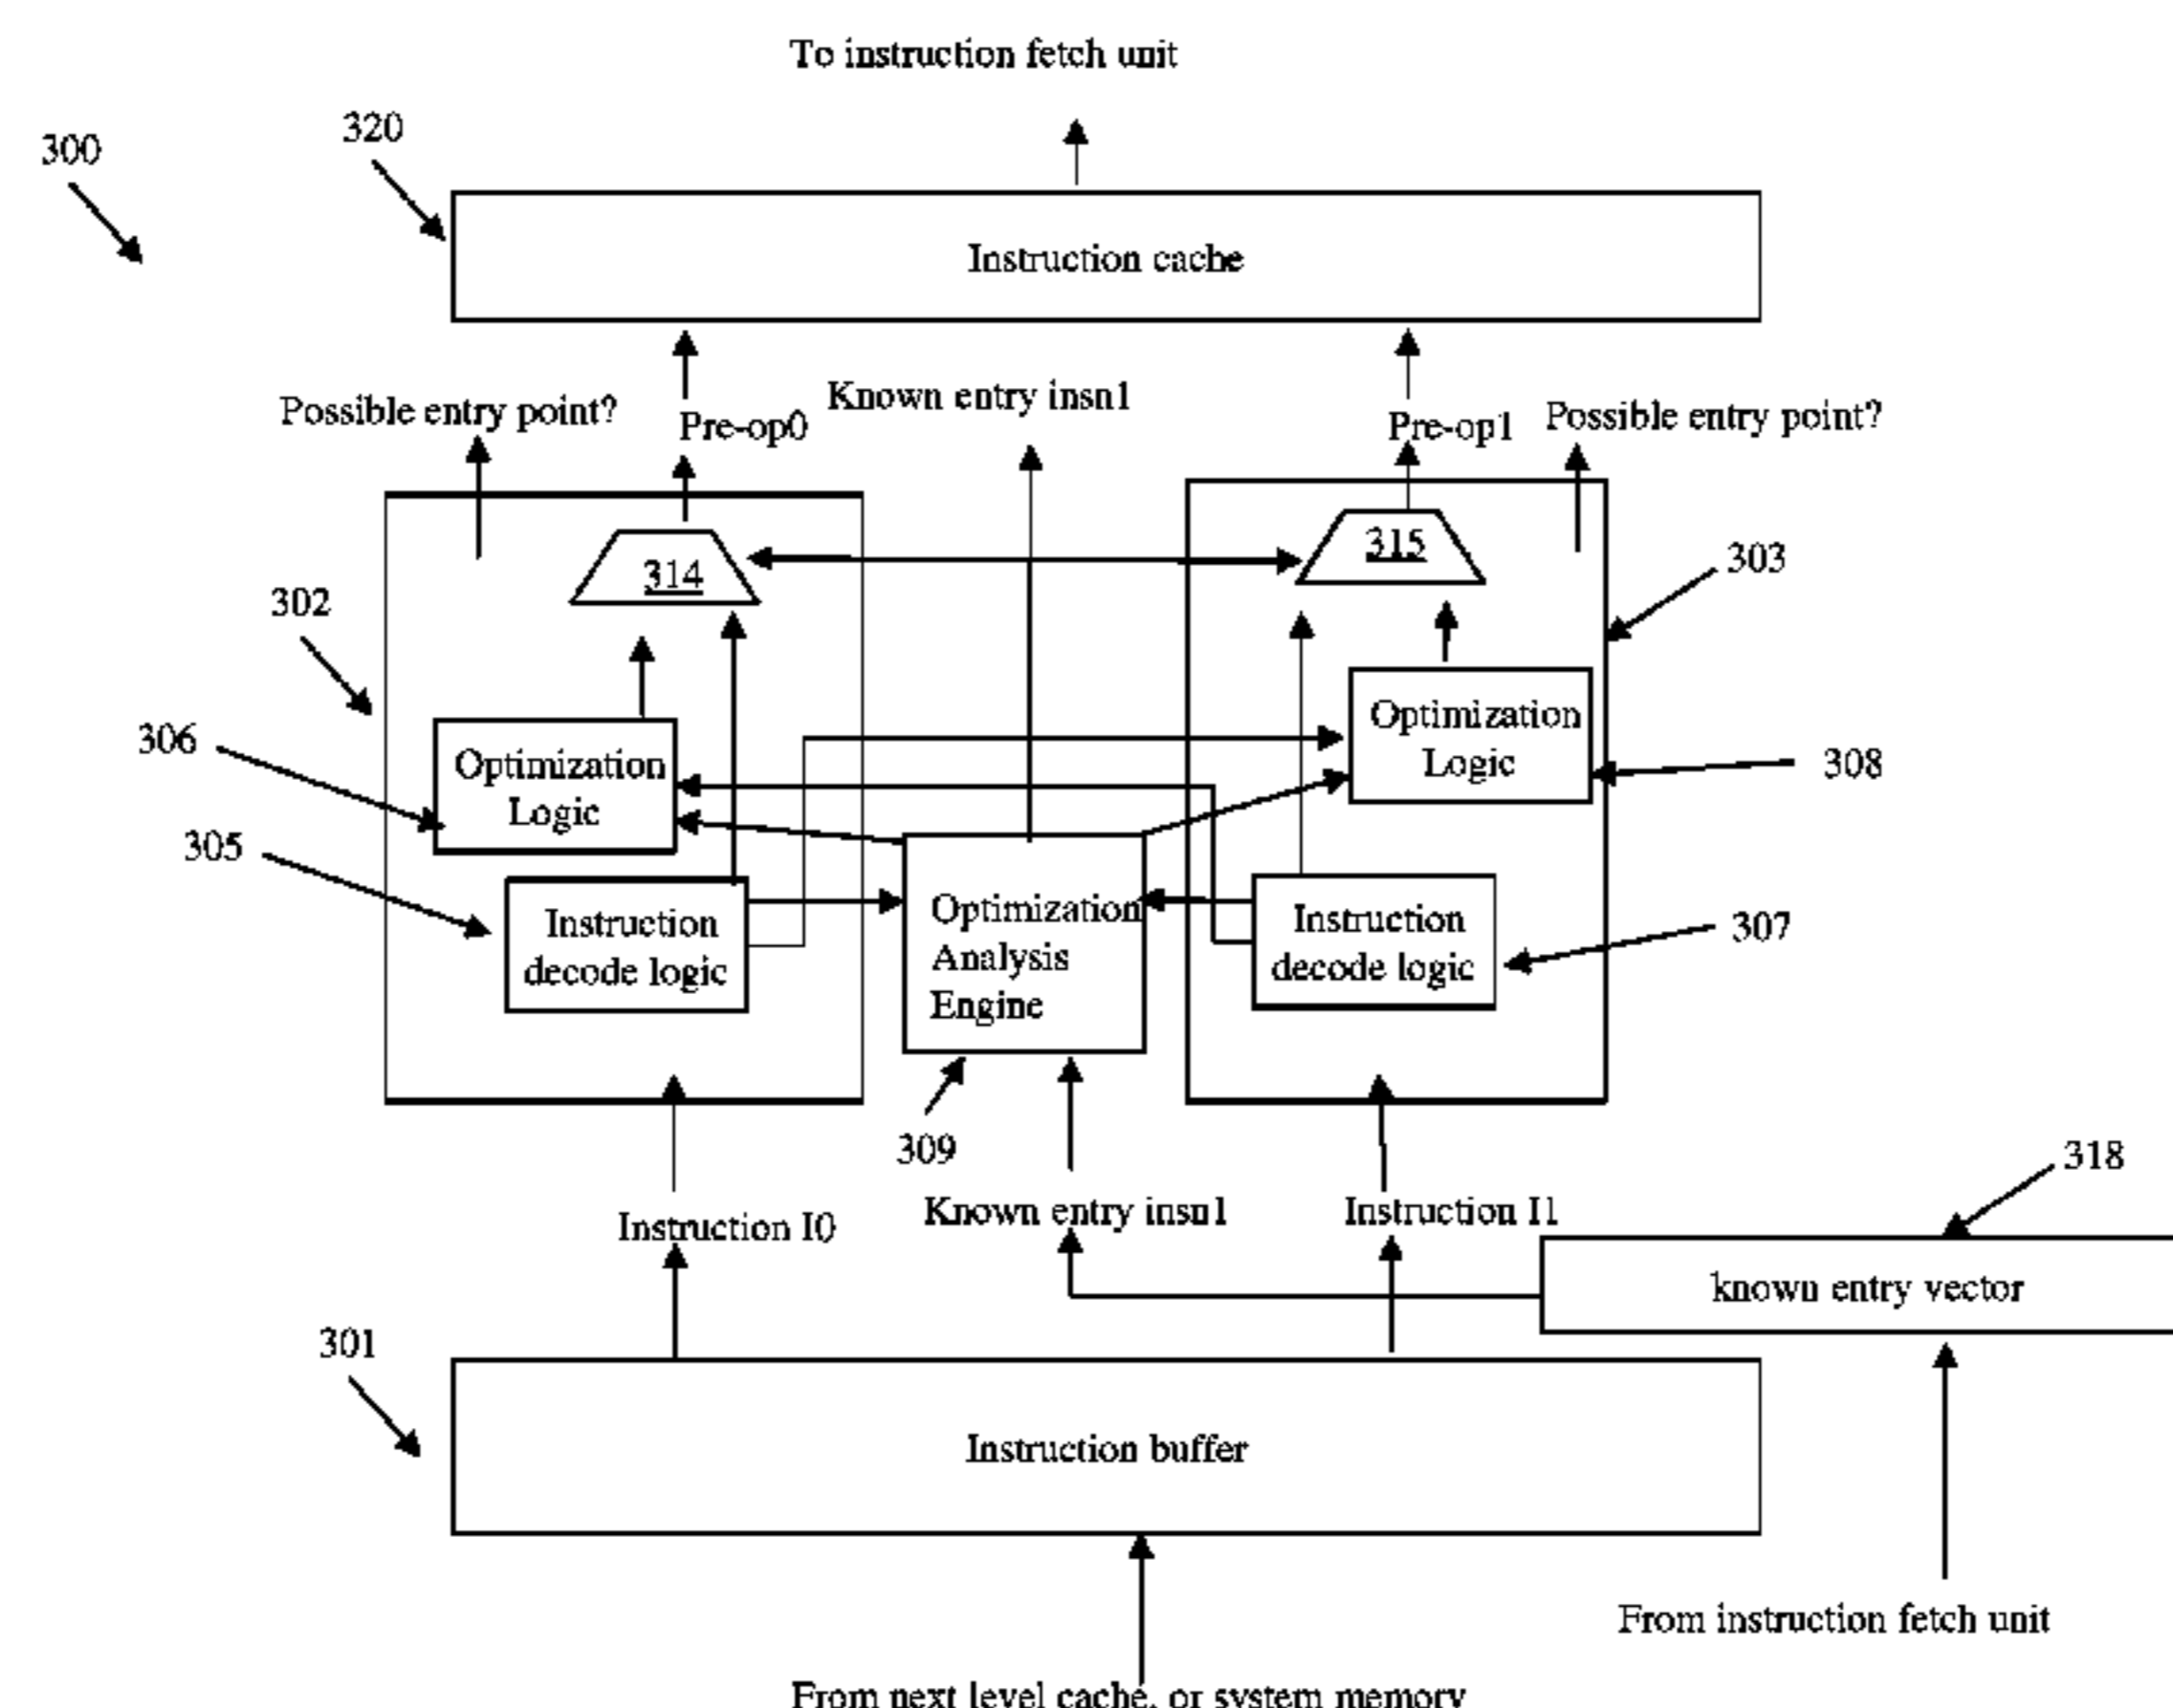 To instruction fetch unit
320
300
Instruction cache
Known entry insn1
Possible entry point?
Pre-op0
Pre-op1
Possible entry point?
315
303
314
302
Optimization
Logic
306
Optimization
Logic
308
305
Optimization
Analysis
Engine
Instruction
decode logic
Instruction
decode logic
307
309
318
Known entry insn1
Instruction I1
Instruction I0
known entry vector
301
Instruction buffer
From instruction fetch unit
From next level cache, or system memory